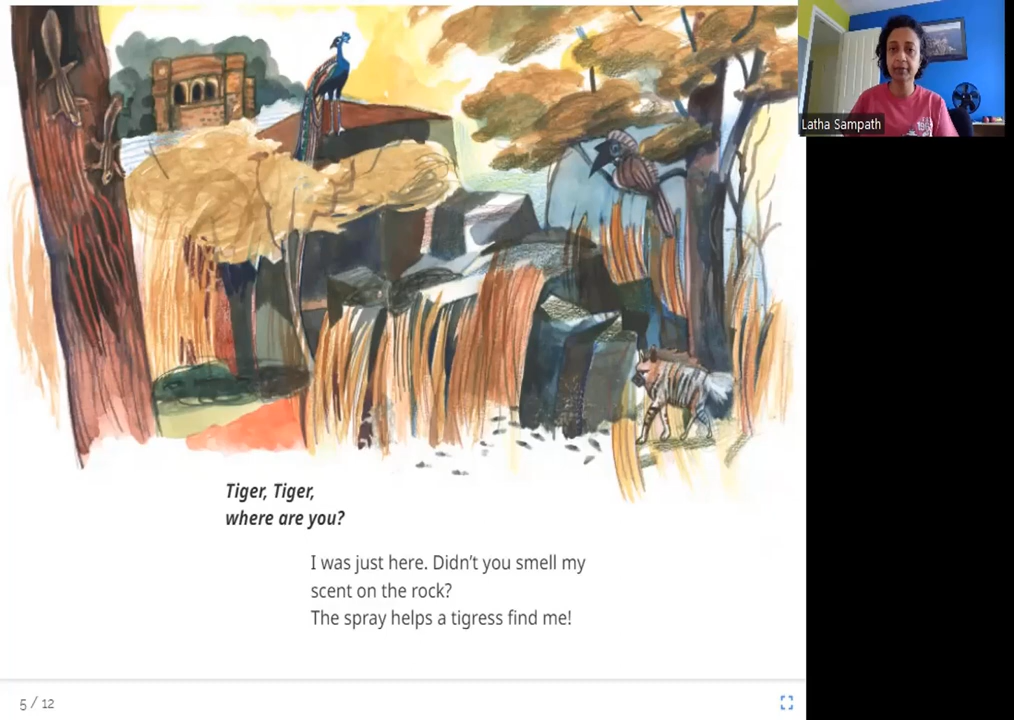 Latha Sampath
Tiger, Tiger,
where are you?
I was just here. Didn't you smell my
scent on the rock?
The spray helps a tigress find me!
5 / 12